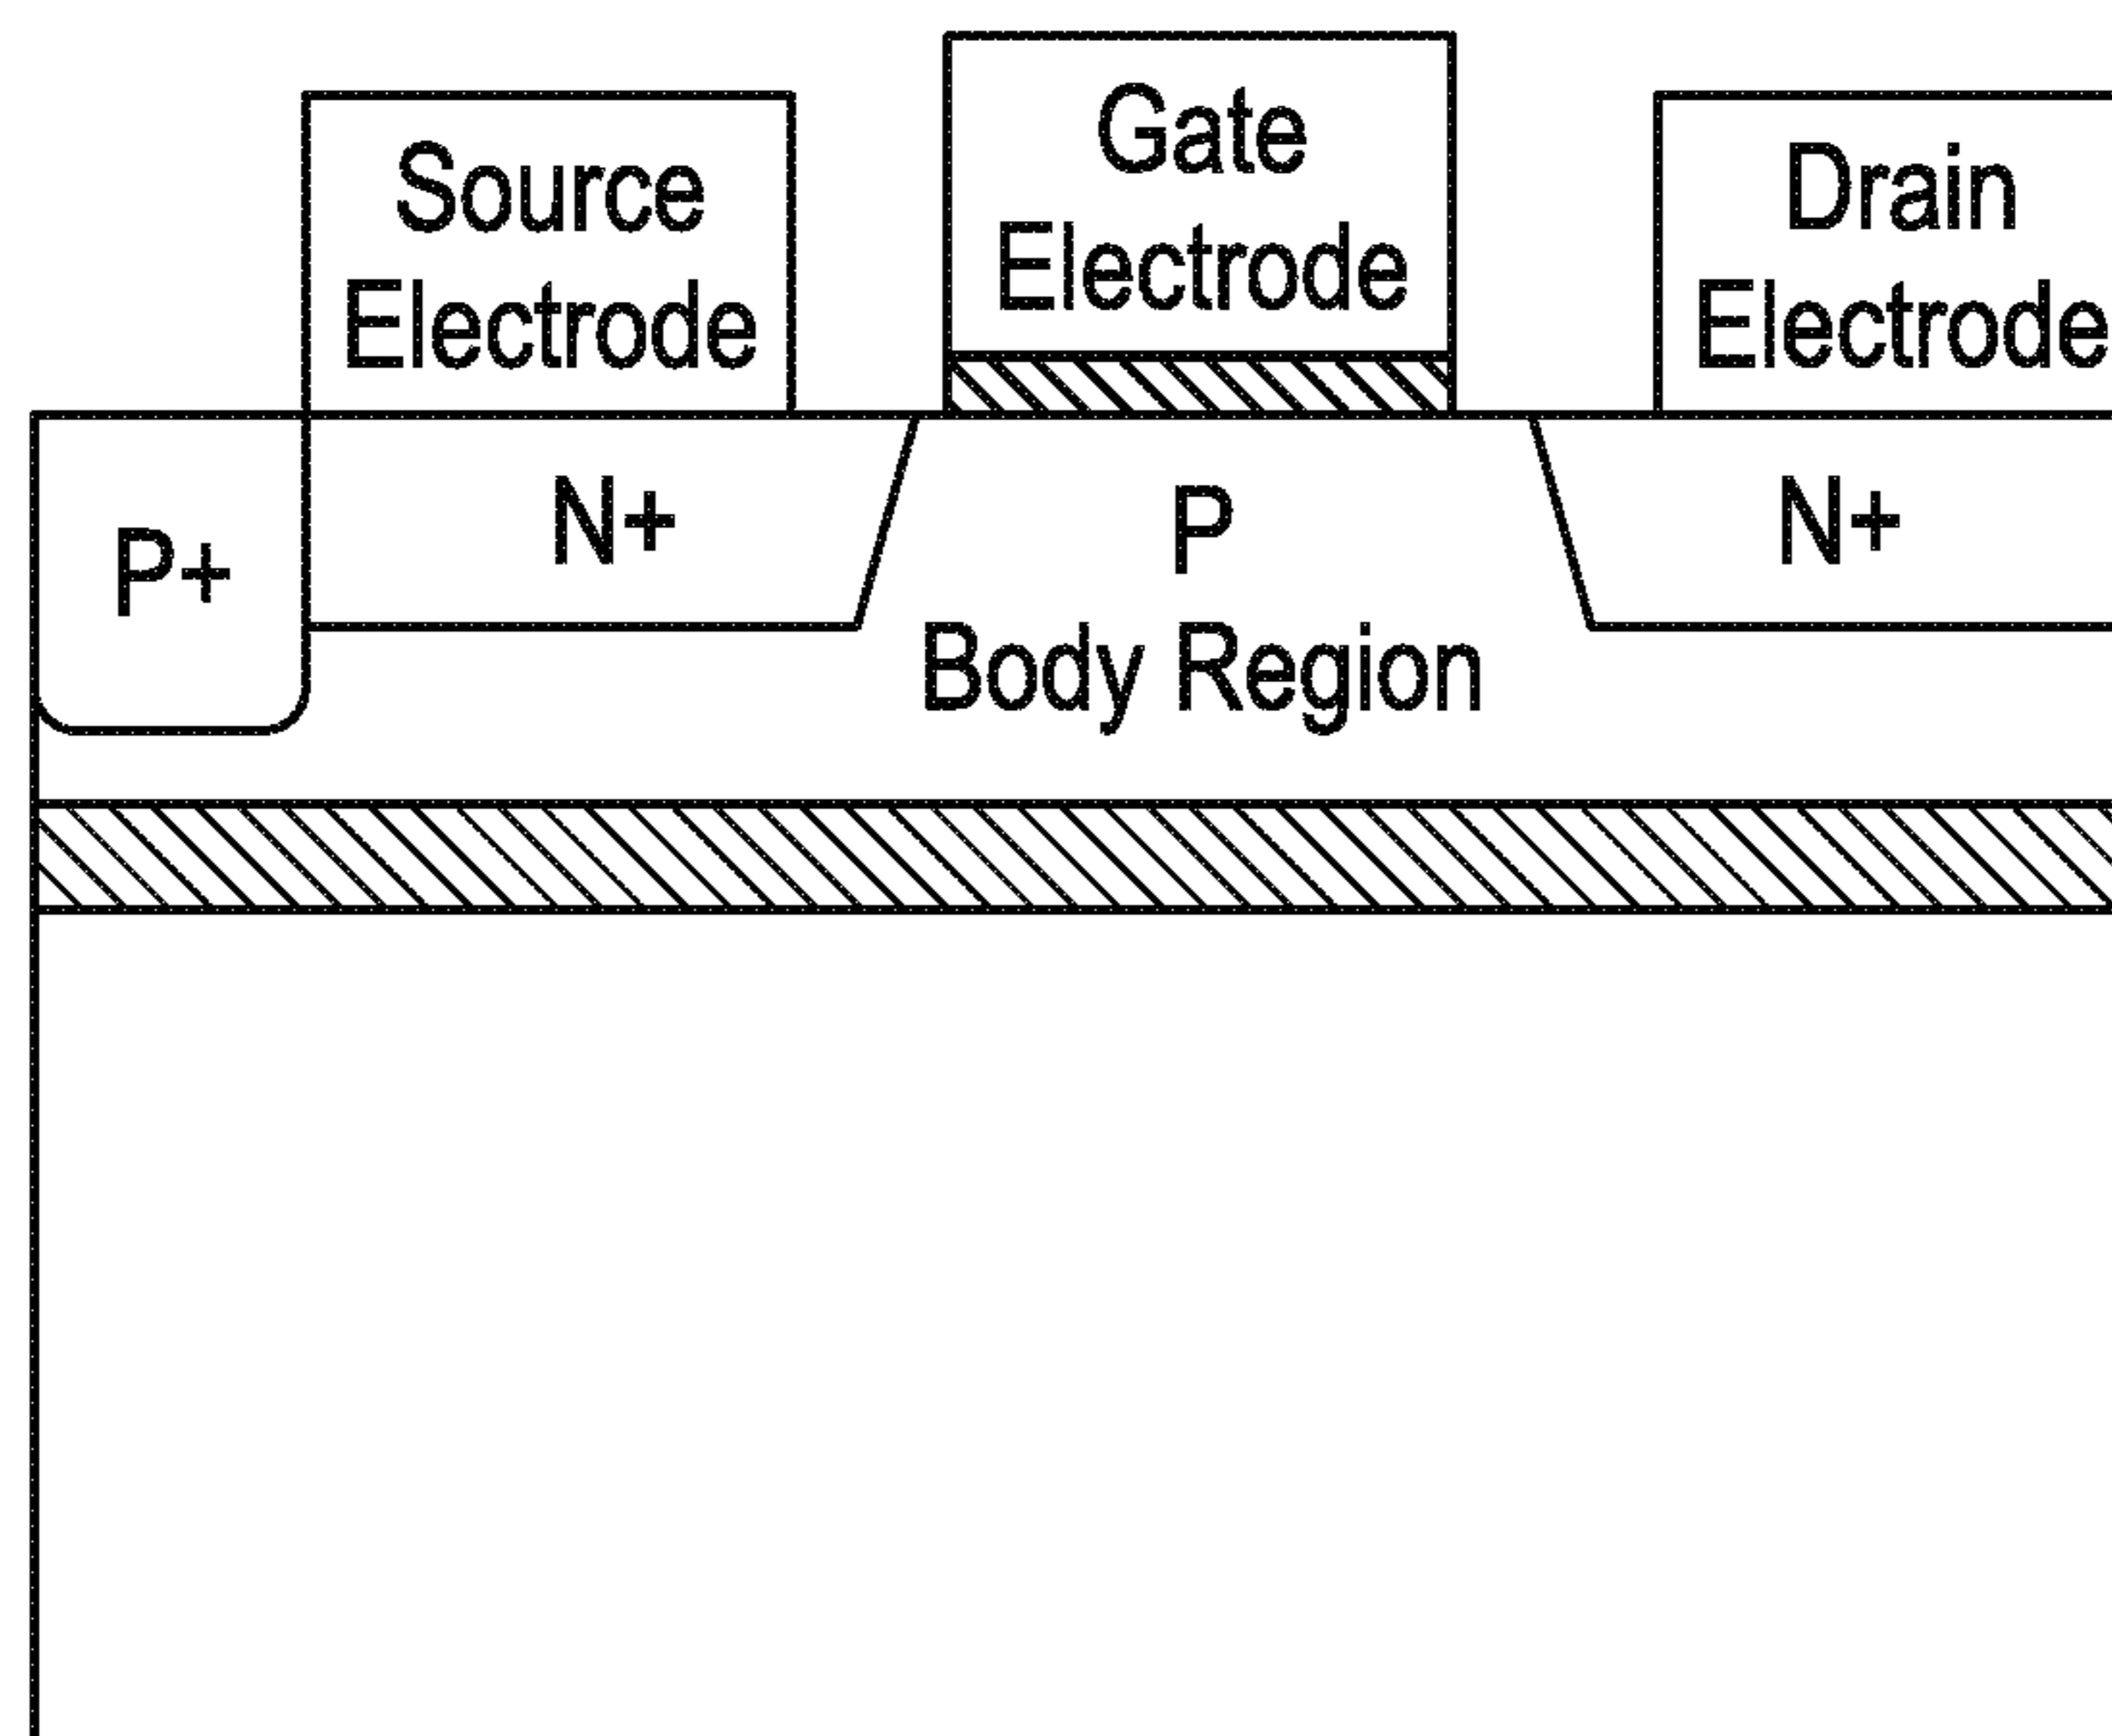 Source
Electrode
Gate
Electrode
Drain
Electrode
P+
N+
P
Body Region
N+